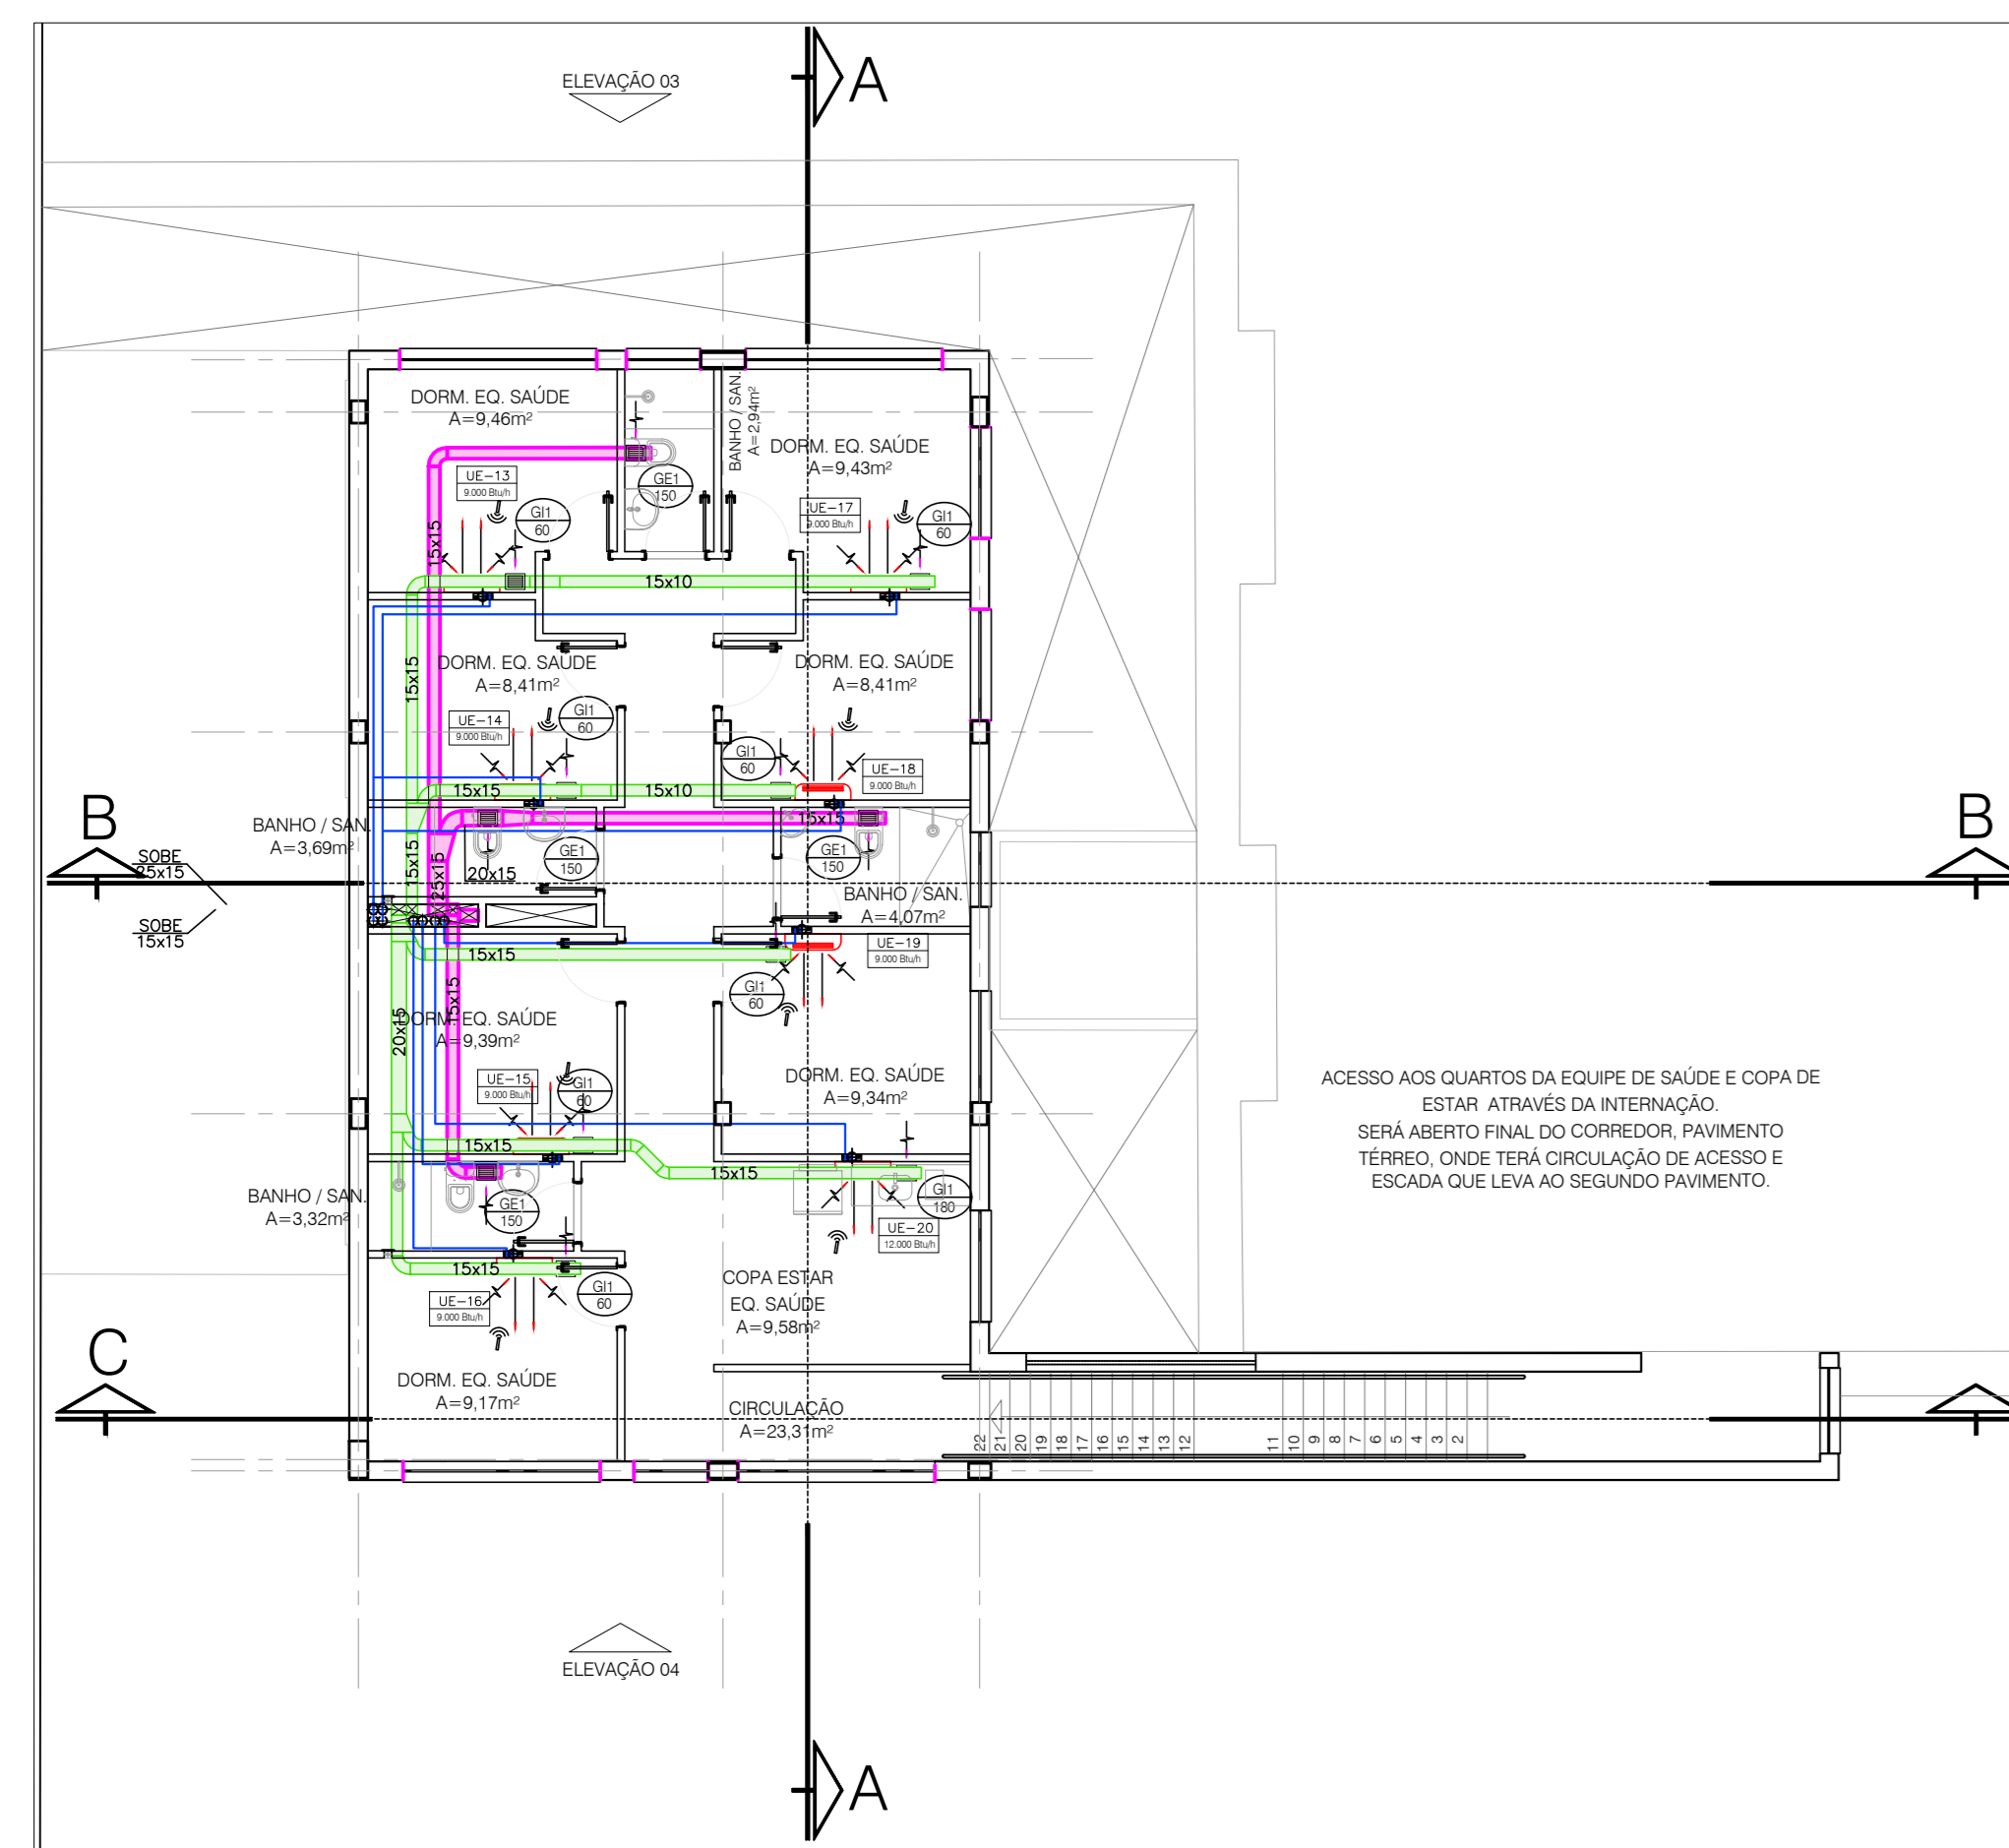 ELEVAÇÃO 03
A
DORM. EQ. SAÚDE
A=9,46m²
BANHO / SAN.
A=2,94m²
DORM. EQ. SAÚDE
A=9,43m²
UE-13
9.000 Btu/h
GI1
60
GE1
150
UE-17
9.000 Btu/h
GI1
60
15x15
15x10
DORM. EQ. SAÚDE
A=8,41m²
DORM. EQ. SAÚDE
A=8,41m²
15x15
UE-14
9.000 Btu/h
GI1
60
GI1
60
UE-18
9.000 Btu/h
15x15
15x10
B
BANHO / SAN.
A=3,69m²
15x15
B
SOBE
25x15
15x15
25x15
20x15
GE1
150
GE1
150
BANHO / SAN.
A=4,07m²
SOBE
15x15
15x15
UE-19
9.000 Btu/h
GI1
60
20x15
15x15
DORM. EQ. SAÚDE
A=9,39m²
UE-15
9.000 Btu/h
GI1
60
DORM. EQ. SAÚDE
A=9,34m²
ACESSO AOS QUARTOS DA EQUIPE DE SAÚDE E COPA DE
ESTAR ATRAVÉS DA INTERNAÇÃO.
SERÁ ABERTO FINAL DO CORREDOR, PAVIMENTO
TÉRREO, ONDE TERÁ CIRCULAÇÃO DE ACESSO E
ESCADA QUE LEVA AO SEGUNDO PAVIMENTO.
15x15
15x15
BANHO / SAN.
A=3,32m²
GE1
150
GI1
180
UE-20
12.000 Btu/h
15x15
UE-16
9.000 Btu/h
GI1
60
COPA ESTAR
EQ. SAÚDE
A=9,58m²
C
DORM. EQ. SAÚDE
A=9,17m²
CIRCULAÇÃO
A=23,31m²
22 21 20 19 18 17 16 15 14 13 12 11 10 9 8 7 6 5 4 3 2
ELEVAÇÃO 04
A